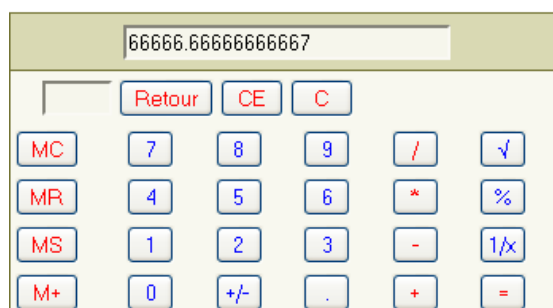 66666.66666666667
Retour CE C
MC 7 8 9 / √
MR 4 5 6 * %
MS 1 2 3 - 1/x
M+ 0 +/- . + =